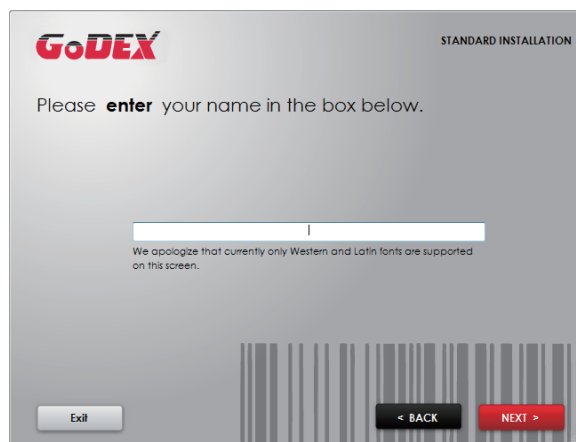 GoDEX
STANDARD INSTALLATION
Please enter your name in the box below.
We apologize that currently only Western and Latin fonts are supported
on this screen.
Exit
< BACK
NEXT >